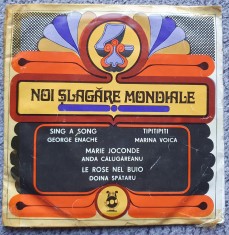 NOI ȘLAGĂRE MONDIALE
SING A SONG
GEORGE ENACHE
TIPITIPITI
MARINA VOICA
MARIE JOCONDE
ANDA CĂLUGĂREANU
LE ROSE NEL BUIO
DOINA SPĂTARU